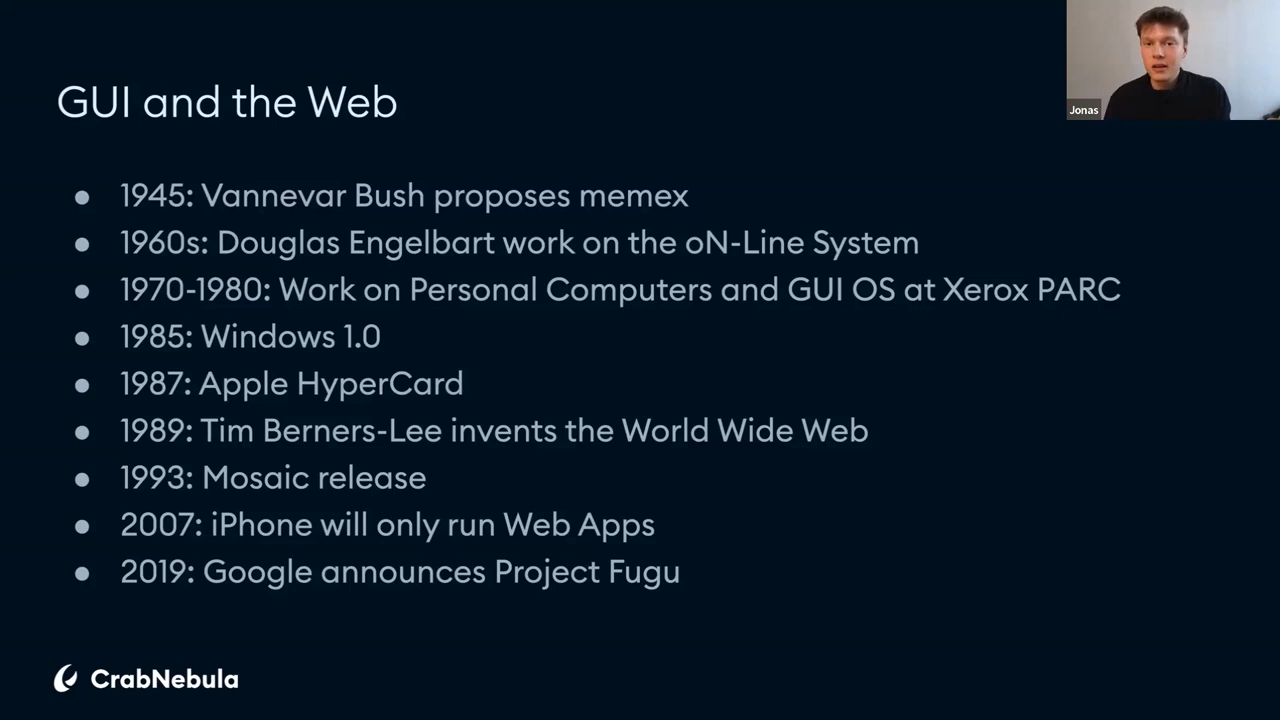 Jonas
GUI and the Web
● 1945: Vannevar Bush proposes memex
● 1960s: Douglas Engelbart work on the oN-Line System
● 1970-1980: Work on Personal Computers and GUI OS at Xerox PARC
● 1985: Windows 1.0
● 1987: Apple HyperCard
● 1989: Tim Berners-Lee invents the World Wide Web
● 1993: Mosaic release
● 2007: iPhone will only run Web Apps
● 2019: Google announces Project Fugu
CrabNebula